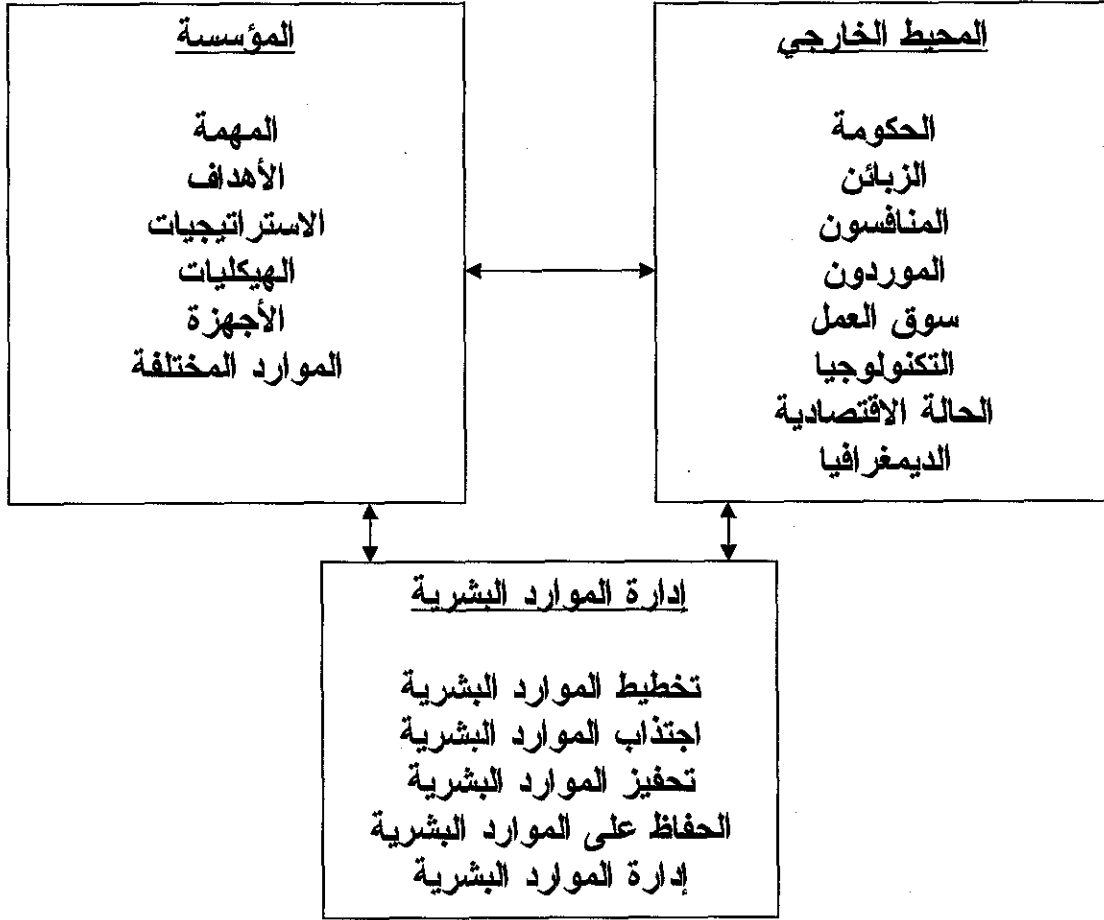 المؤسسة
المهمة
الأهداف
الاستراتيجيات
الهيكليات
الأجهزة
الموارد المختلفة
المحيط الخارجي
الحكومة
الزبائن
المنافسون
الموردون
سوق العمل
التكنولوجيا
الحالة الاقتصادية
الديمغرافيا
إدارة الموارد البشرية
تخطيط الموارد البشرية
اجتذاب الموارد البشرية
تحفيز الموارد البشرية
الحفاظ على الموارد البشرية
إدارة الموارد البشرية